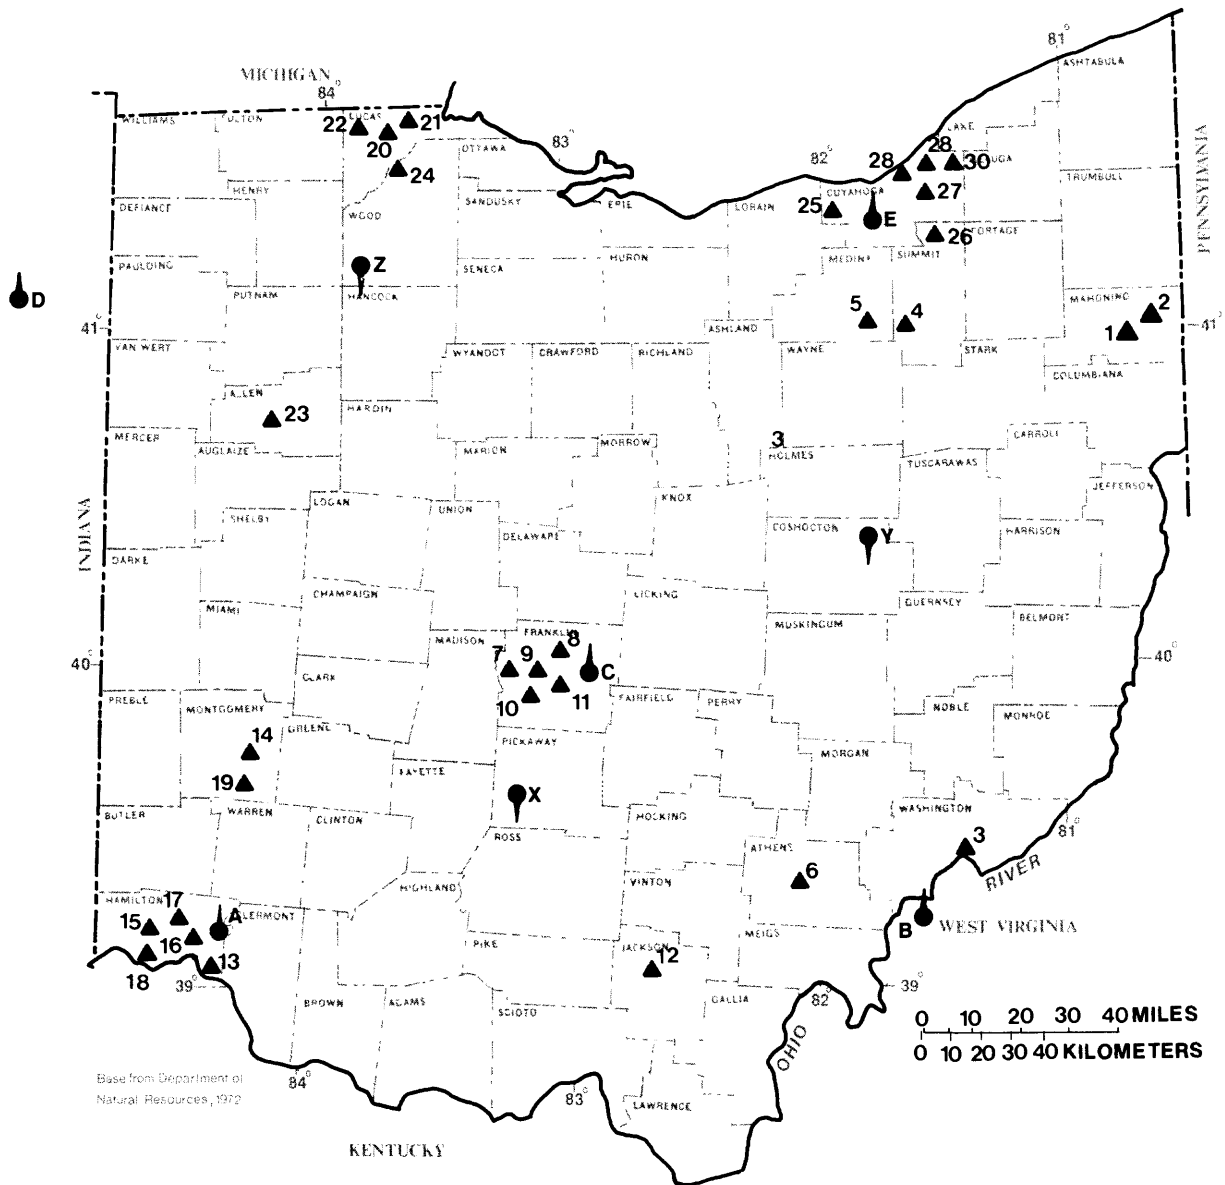 81°
ASHTABULA
MICHIGAN
84°
WILLIAMS
LUCAS
22
21
20
LAKE
83°
OTTAWA
82
28
28
30
24
TRUMBULL
PENNSYLVANIA
HENRY
SANDUSKY
CUYAHOGA
27
DEFIANCE
ERIE
LORAIN
25
E
WOOD
26
HURON
SUMMIT
PAULDING
Z
SENECA
D
PUTNAM
HANCOCK
MAHONING
2
5
4
41°
1
41°
ASHLAND
VAN WERT
WYANDOT
CRAWFORD
RICHLAND
WAYNE
STARK
COLUMBIANA
ALLEN
23
HARDIN
MERCER
MORROW
3
CARROLL
AUGLAIZE
MARION
HOLMES
TUSCARAWAS
KNOX
JEFFERSON
LOGAN
UNION
INDIANA
SHELBY
COSHOCTON
HARRISON
DELAWARE
Y
DARKE
CHAMPAIGN
LICKING
GUERNSEY
MIAMI
BELMONT
MUSKINGUM
MADISON
FRANKLIN
8
7
9
40°
40°
C
CLARK
10
11
FAIRFIELD
PREBLE
PERRY
MONTGOMERY
NOBLE
MONROE
GREENE
14
PICKAWAY
MORGAN
FAYETTE
19
X
WASHINGTON
BUTLER
WARREN
CLINTON
HOCKING
81°
ROSS
ATHENS
3
6
RIVER
VINTON
HIGHLAND
HAMILTON
17
CLERMONT
15
A
B
WEST VIRGINIA
16
PIKE
MEIGS
JACKSON
12
18
13
39°
82°
39°
BROWN
ADAMS
SCIOTO
GALLIA
0 10 20 30 40 MILES
0 10 20 30 40 KILOMETERS
OHIO
Base from Department of
Natural Resources, 1972
84°
83°
LAWRENCE
KENTUCKY